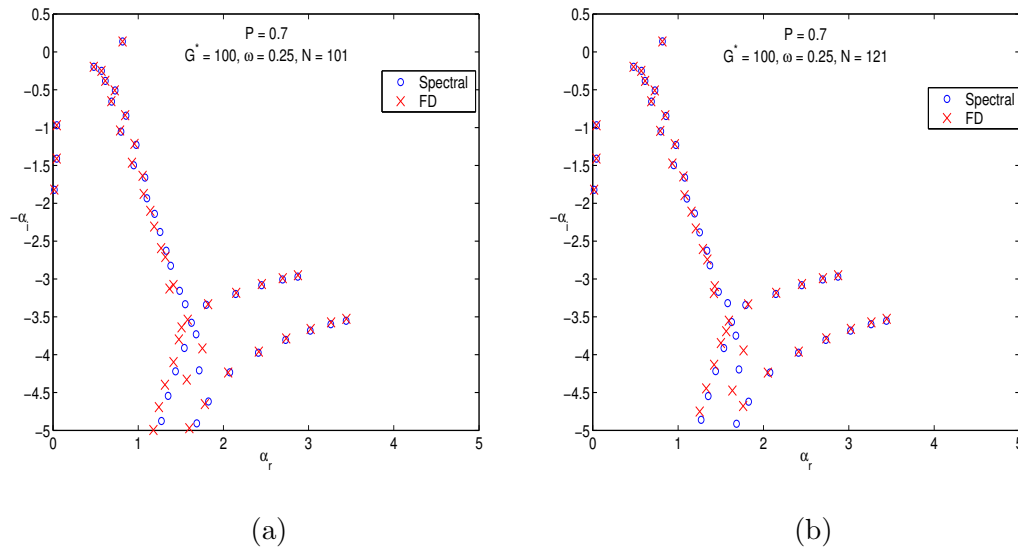 0.5
0
−0.5
−1
−1.5
−2
−2.5
−3
−3.5
−4
−4.5
−5
−α_i
P = 0.7
G* = 100, ω = 0.25, N = 101
Spectral
FD
0 1 2 3 4 5
α_r
(a)
0.5
0
−0.5
−1
−1.5
−2
−2.5
−3
−3.5
−4
−4.5
−5
−α_i
P = 0.7
G* = 100, ω = 0.25, N = 121
Spectral
FD
0 1 2 3 4 5
α_r
(b)